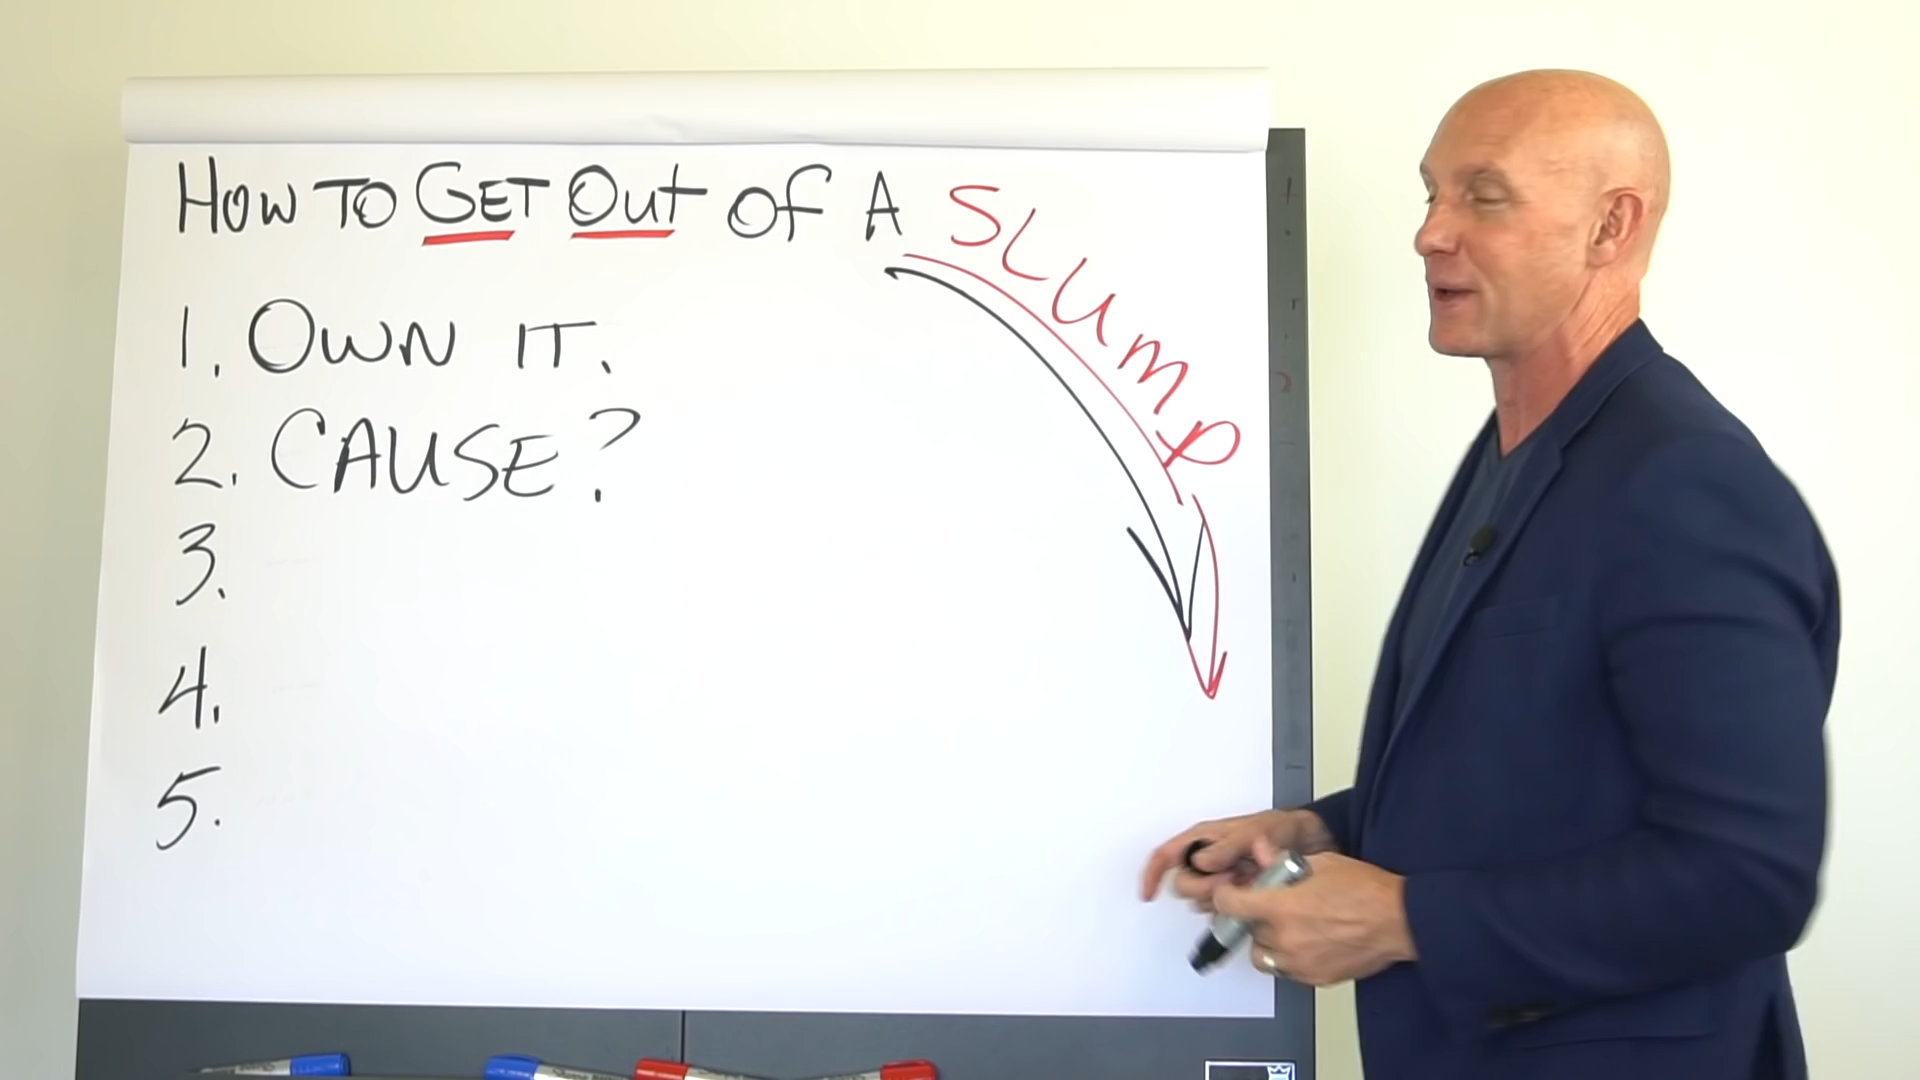 How TO GET Out of A SLUMP
1. OWN IT.
2. CAUSE?
3.
4.
5.